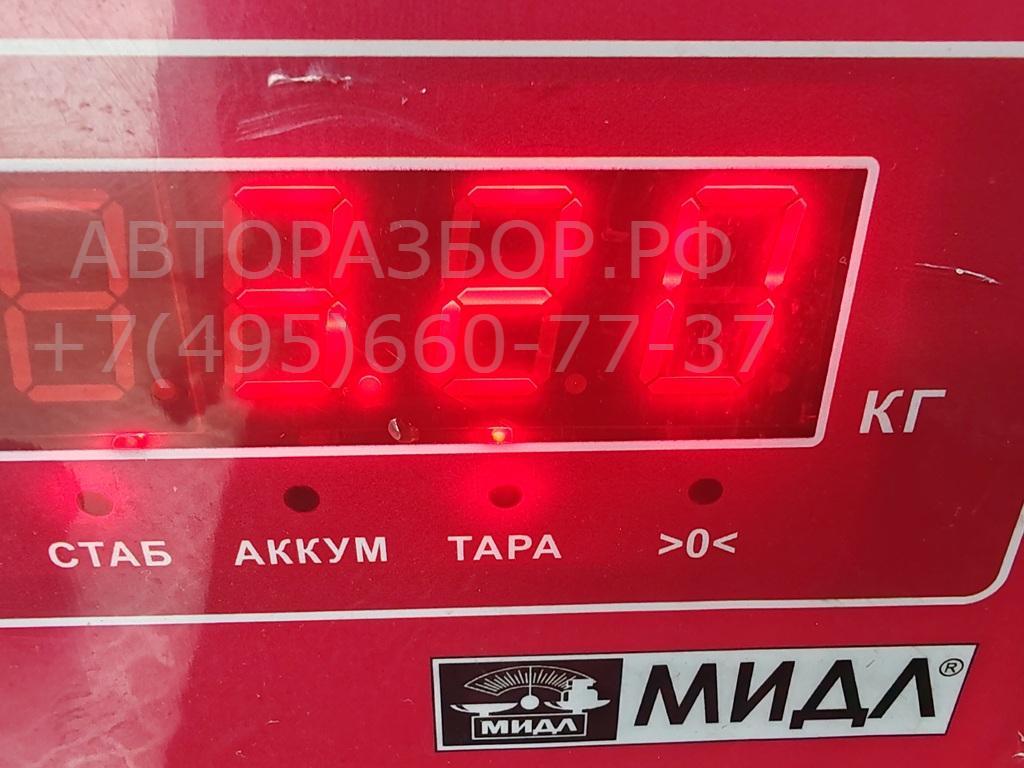 АВТОРАЗБОР.РФ
+7(495)660-77-37
КГ
СТАБ АККУМ ТАРА >0<
МИДЛ МИДЛ®